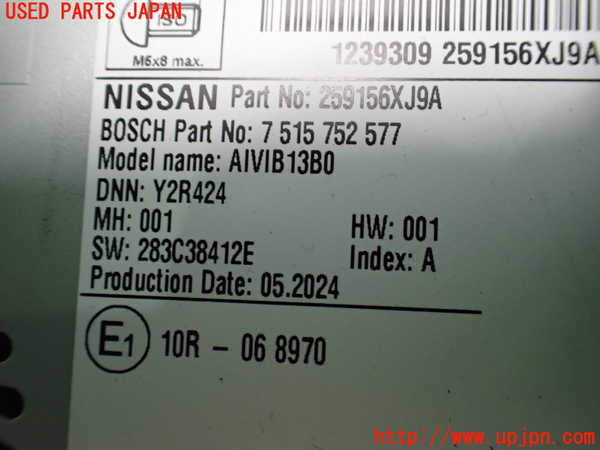 USED PARTS JAPAN
ISO
M6x8 max.
1239309 259156XJ9A
NISSAN Part No: 259156XJ9A
BOSCH Part No: 7 515 752 577
Model name: AIVIB13B0
DNN: Y2R424
MH: 001
HW: 001
SW: 283C38412E
Index: A
Production Date: 05.2024
E1 10R - 06 8970
http://www.upjpn.com/